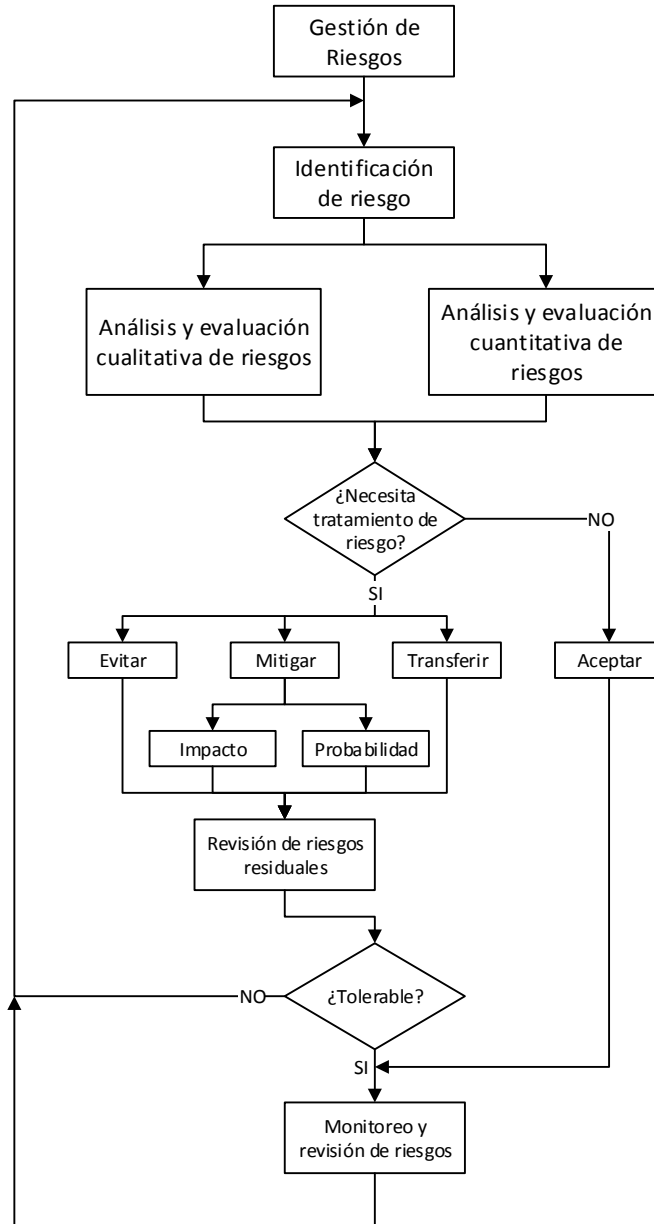 Gestión de
Riesgos
Identificación
de riesgo
Análisis y evaluación
cualitativa de riesgos
Análisis y evaluación
cuantitativa de
riesgos
¿Necesita
tratamiento de
riesgo?
NO
SI
Evitar
Mitigar
Transferir
Aceptar
Impacto
Probabilidad
Revisión de riesgos
residuales
¿Tolerable?
NO
SI
Monitoreo y
revisión de riesgos